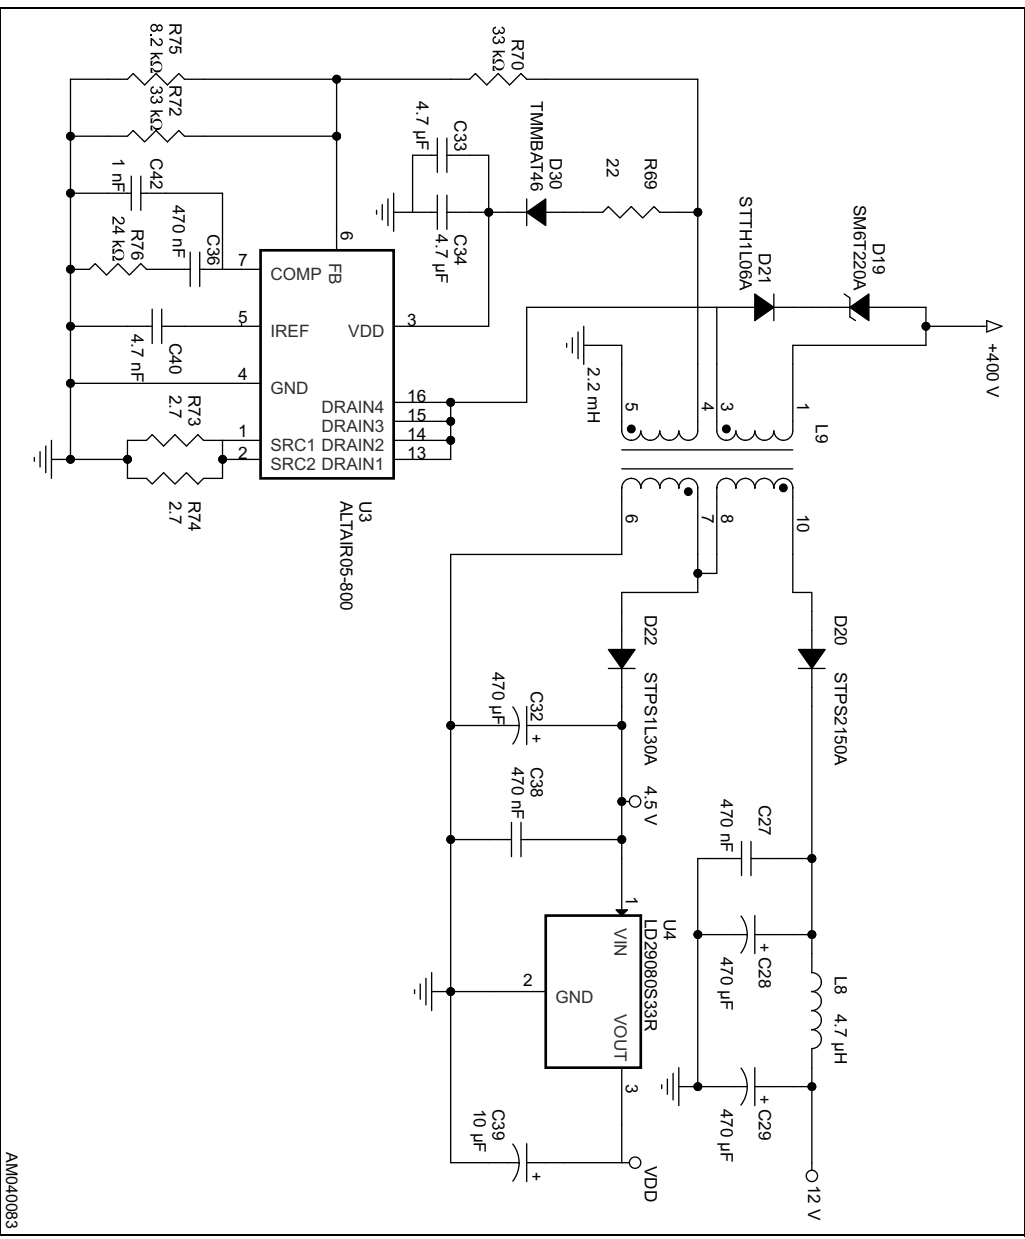 R75
8.2 kΩ
R72
33 kΩ
R70
33 kΩ
C33
4.7 µF
C34
4.7 µF
D30
TMMBAT46
R69
22
D21
STTH1L06A
D19
SM6T220A
+400 V
C42
1 nF
C36
470 nF
R76
24 kΩ
C40
4.7 nF
R73
2.7
R74
2.7
6
7
5
4
1
2
3
16
15
14
13
COMP
FB
IREF
VDD
GND
DRAIN4
DRAIN3
SRC1 DRAIN2
SRC2 DRAIN1
U3
ALTAIR05-800
2.2 mH
5
4
3
1
L9
6
7
8
10
D22
STPS1L30A
D20
STPS2150A
C32
470 µF
+
C38
470 nF
4.5 V
C27
470 nF
+ C28
470 µF
L8
4.7 µH
+ C29
470 µF
12 V
1
U4
LD29080S33R
VIN
2
GND
VOUT
3
C39
10 µF
+
VDD
AM040083